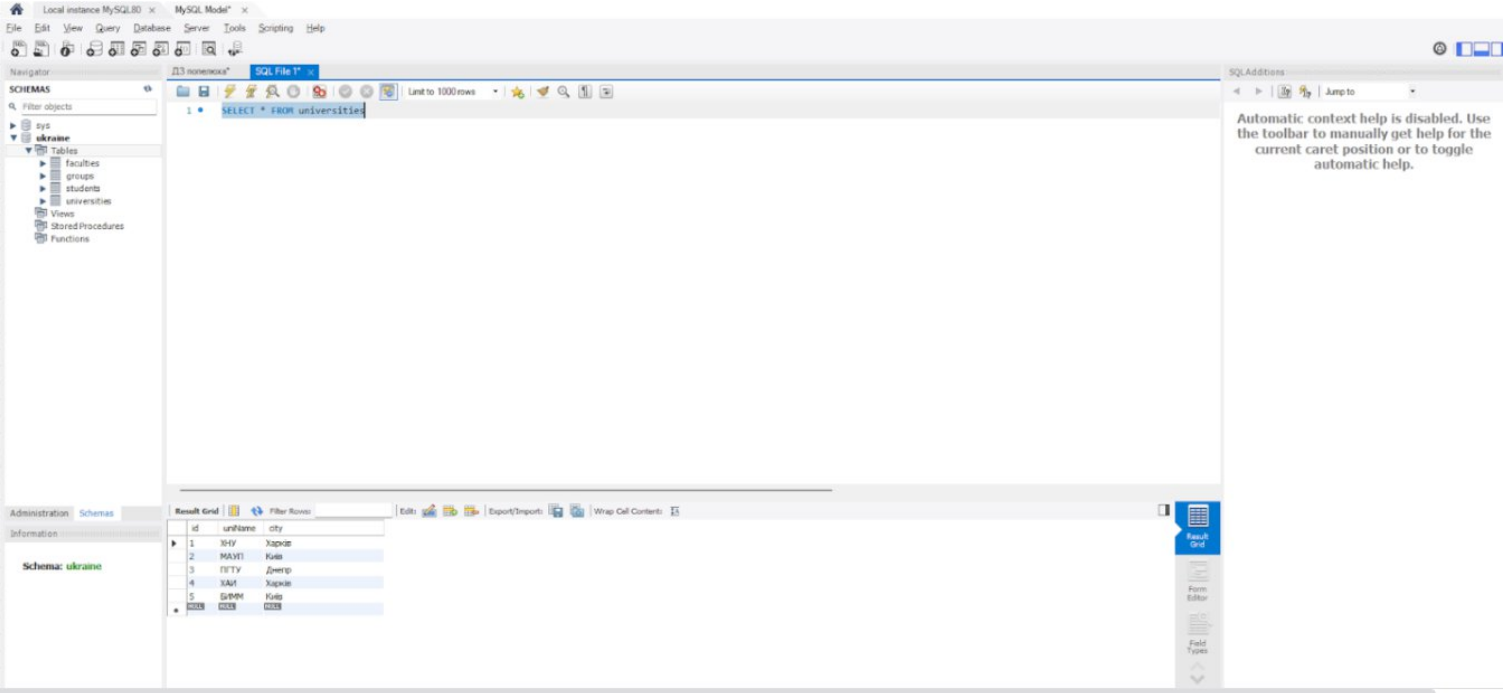 Local instance MySQL80 × MySQL Model* ×
File Edit View Query Database Server Tools Scripting Help
Navigator
SCHEMAS
Filter objects
sys
ukraine
Tables
faculties
groups
students
universities
Views
Stored Procedures
Functions
Administration Schemas
Information
Schema: ukraine
ДЗ попелюха* SQL File 1* ×
Limit to 1000 rows
1 SELECT * FROM universities
Result Grid Filter Rows: Edit: Export/Import: Wrap Cell Content:
id uniName city
1 ХНУ Харків
2 МАУП Київ
3 ПГТУ Днепр
4 ХАИ Харків
5 БИММ Київ
NULL NULL NULL
Result
Grid
Form
Editor
Field
Types
SQLAdditions
Jump to
Automatic context help is disabled. Use
the toolbar to manually get help for the
current caret position or to toggle
automatic help.